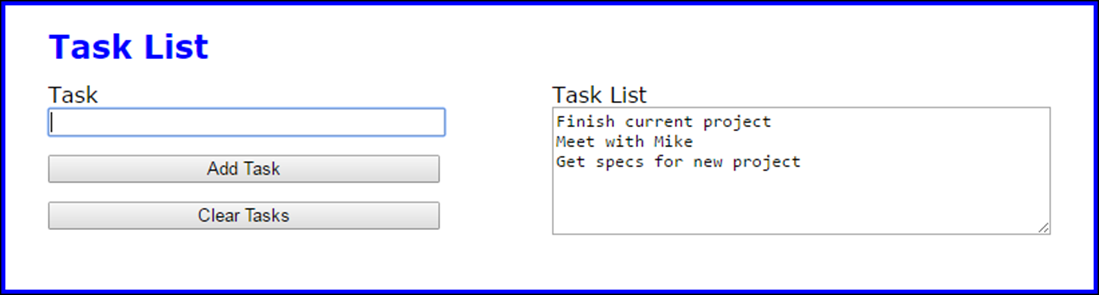 Task List
Task
Add Task
Clear Tasks
Task List
Finish current project
Meet with Mike
Get specs for new project